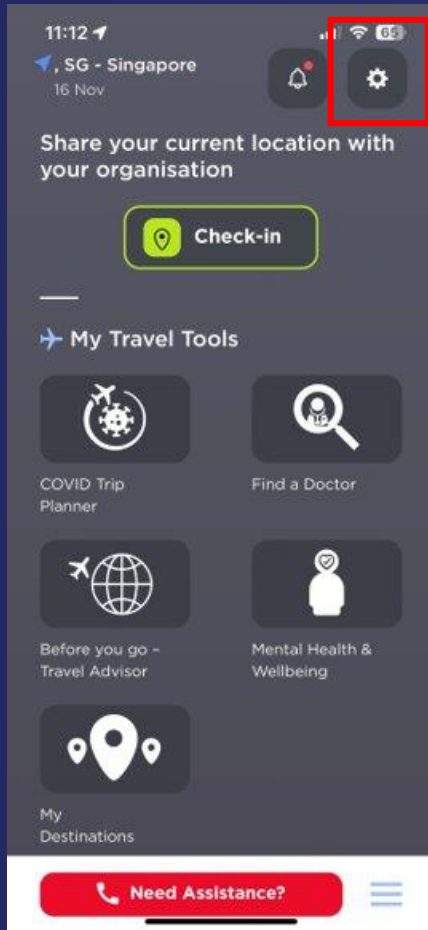 11:12
65
, SG - Singapore
16 Nov
Share your current location with
your organisation
Check-in
My Travel Tools
COVID Trip
Planner
Find a Doctor
Before you go –
Travel Advisor
Mental Health &
Wellbeing
My
Destinations
Need Assistance?